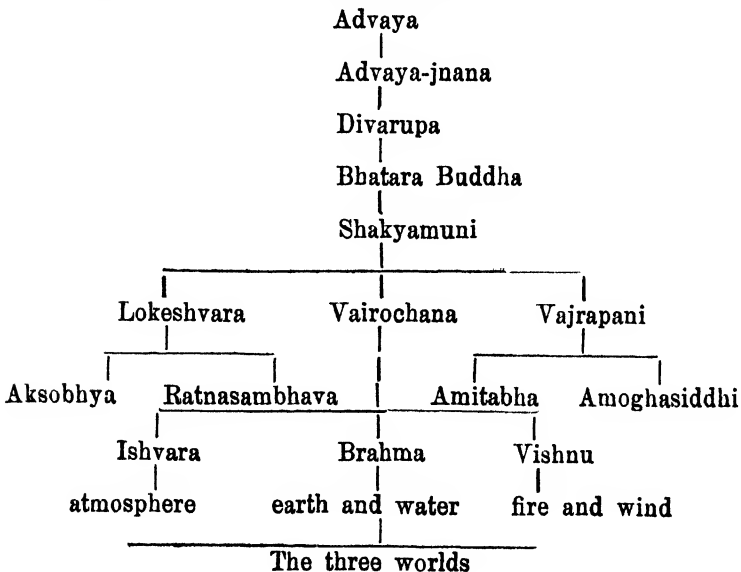 Advaya
Advaya-jnana
Divarupa
Bhatara Buddha
Shakyamuni
Lokeshvara Vairochana Vajrapani
Aksobhya Ratnasambhava Amitabha Amoghasiddhi
Ishvara Brahma Vishnu
atmosphere earth and water fire and wind
The three worlds